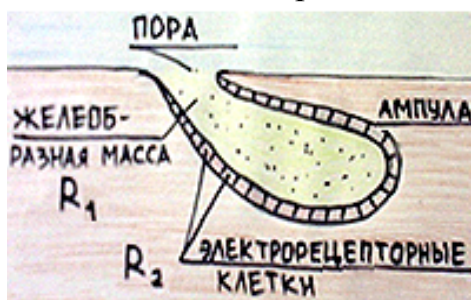 ПОРА
ЖЕЛЕОБ-
РАЗНАЯ МАССА
АМПУЛА
R₁
R₂
ЭЛЕКТРОРЕЦЕПТОРНЫЕ
КЛЕТКИ